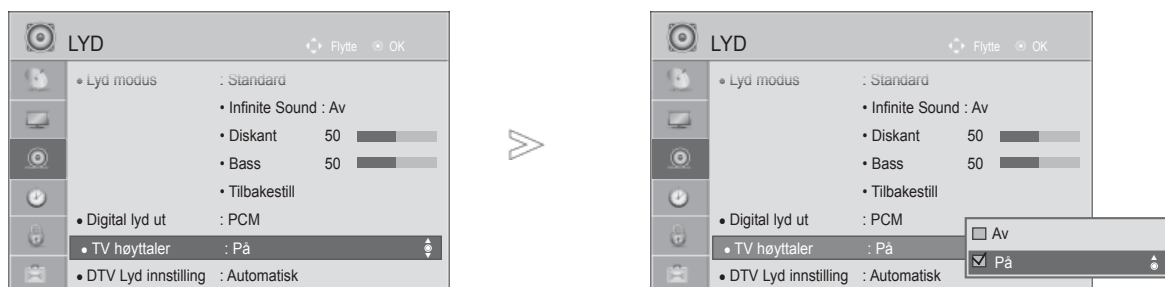 LYD Flytte OK
Lyd modus : Standard
• Infinite Sound : Av
• Diskant 50
• Bass 50
• Tilbakestill
• Digital lyd ut : PCM
• TV høyttaler : På
• DTV Lyd innstilling : Automatisk
LYD Flytte OK
Lyd modus : Standard
• Infinite Sound : Av
• Diskant 50
• Bass 50
• Tilbakestill
• Digital lyd ut : PCM
• TV høyttaler : På
• DTV Lyd innstilling : Automatisk
Av
På